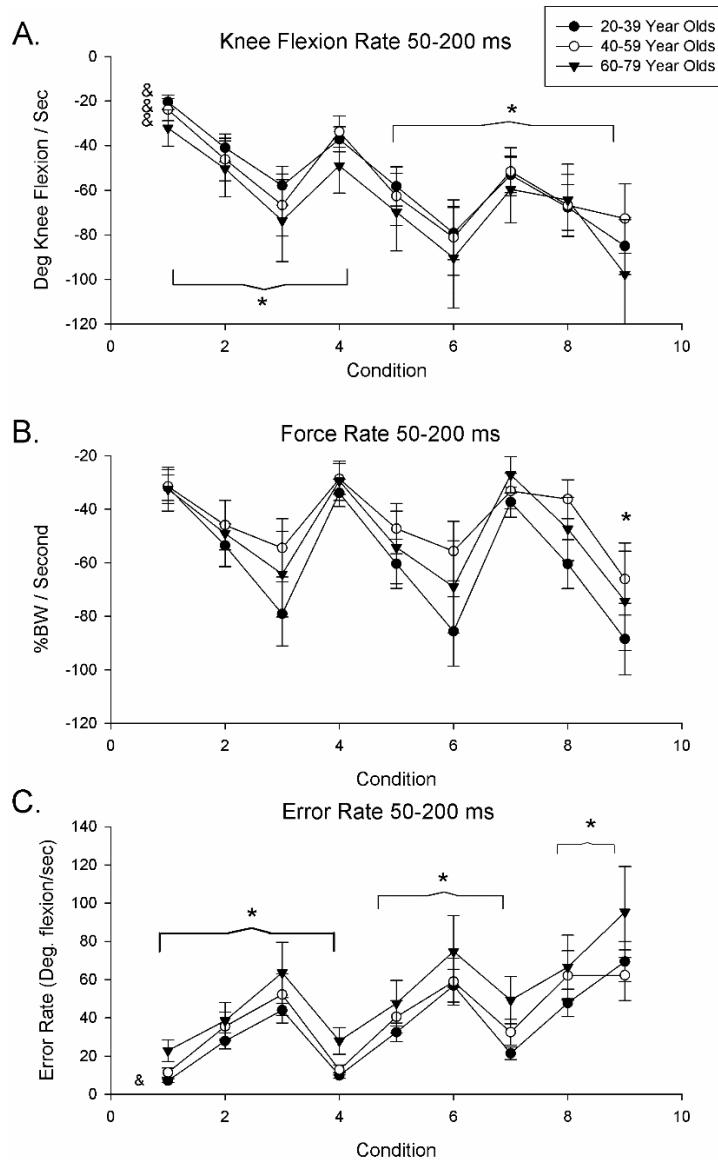 A.
Knee Flexion Rate 50-200 ms
20-39 Year Olds
40-59 Year Olds
60-79 Year Olds
Deg Knee Flexion / Sec
0
-20
-40
-60
-80
-100
-120
&
&
&
*
*
0 2 4 6 8 10
Condition
B.
Force Rate 50-200 ms
%BW / Second
-20
-40
-60
-80
-100
-120
*
0 2 4 6 8 10
Condition
C.
Error Rate 50-200 ms
Error Rate (Deg. flexion/sec)
140
120
100
80
60
40
20
0
*
*
*
&
0 2 4 6 8 10
Condition